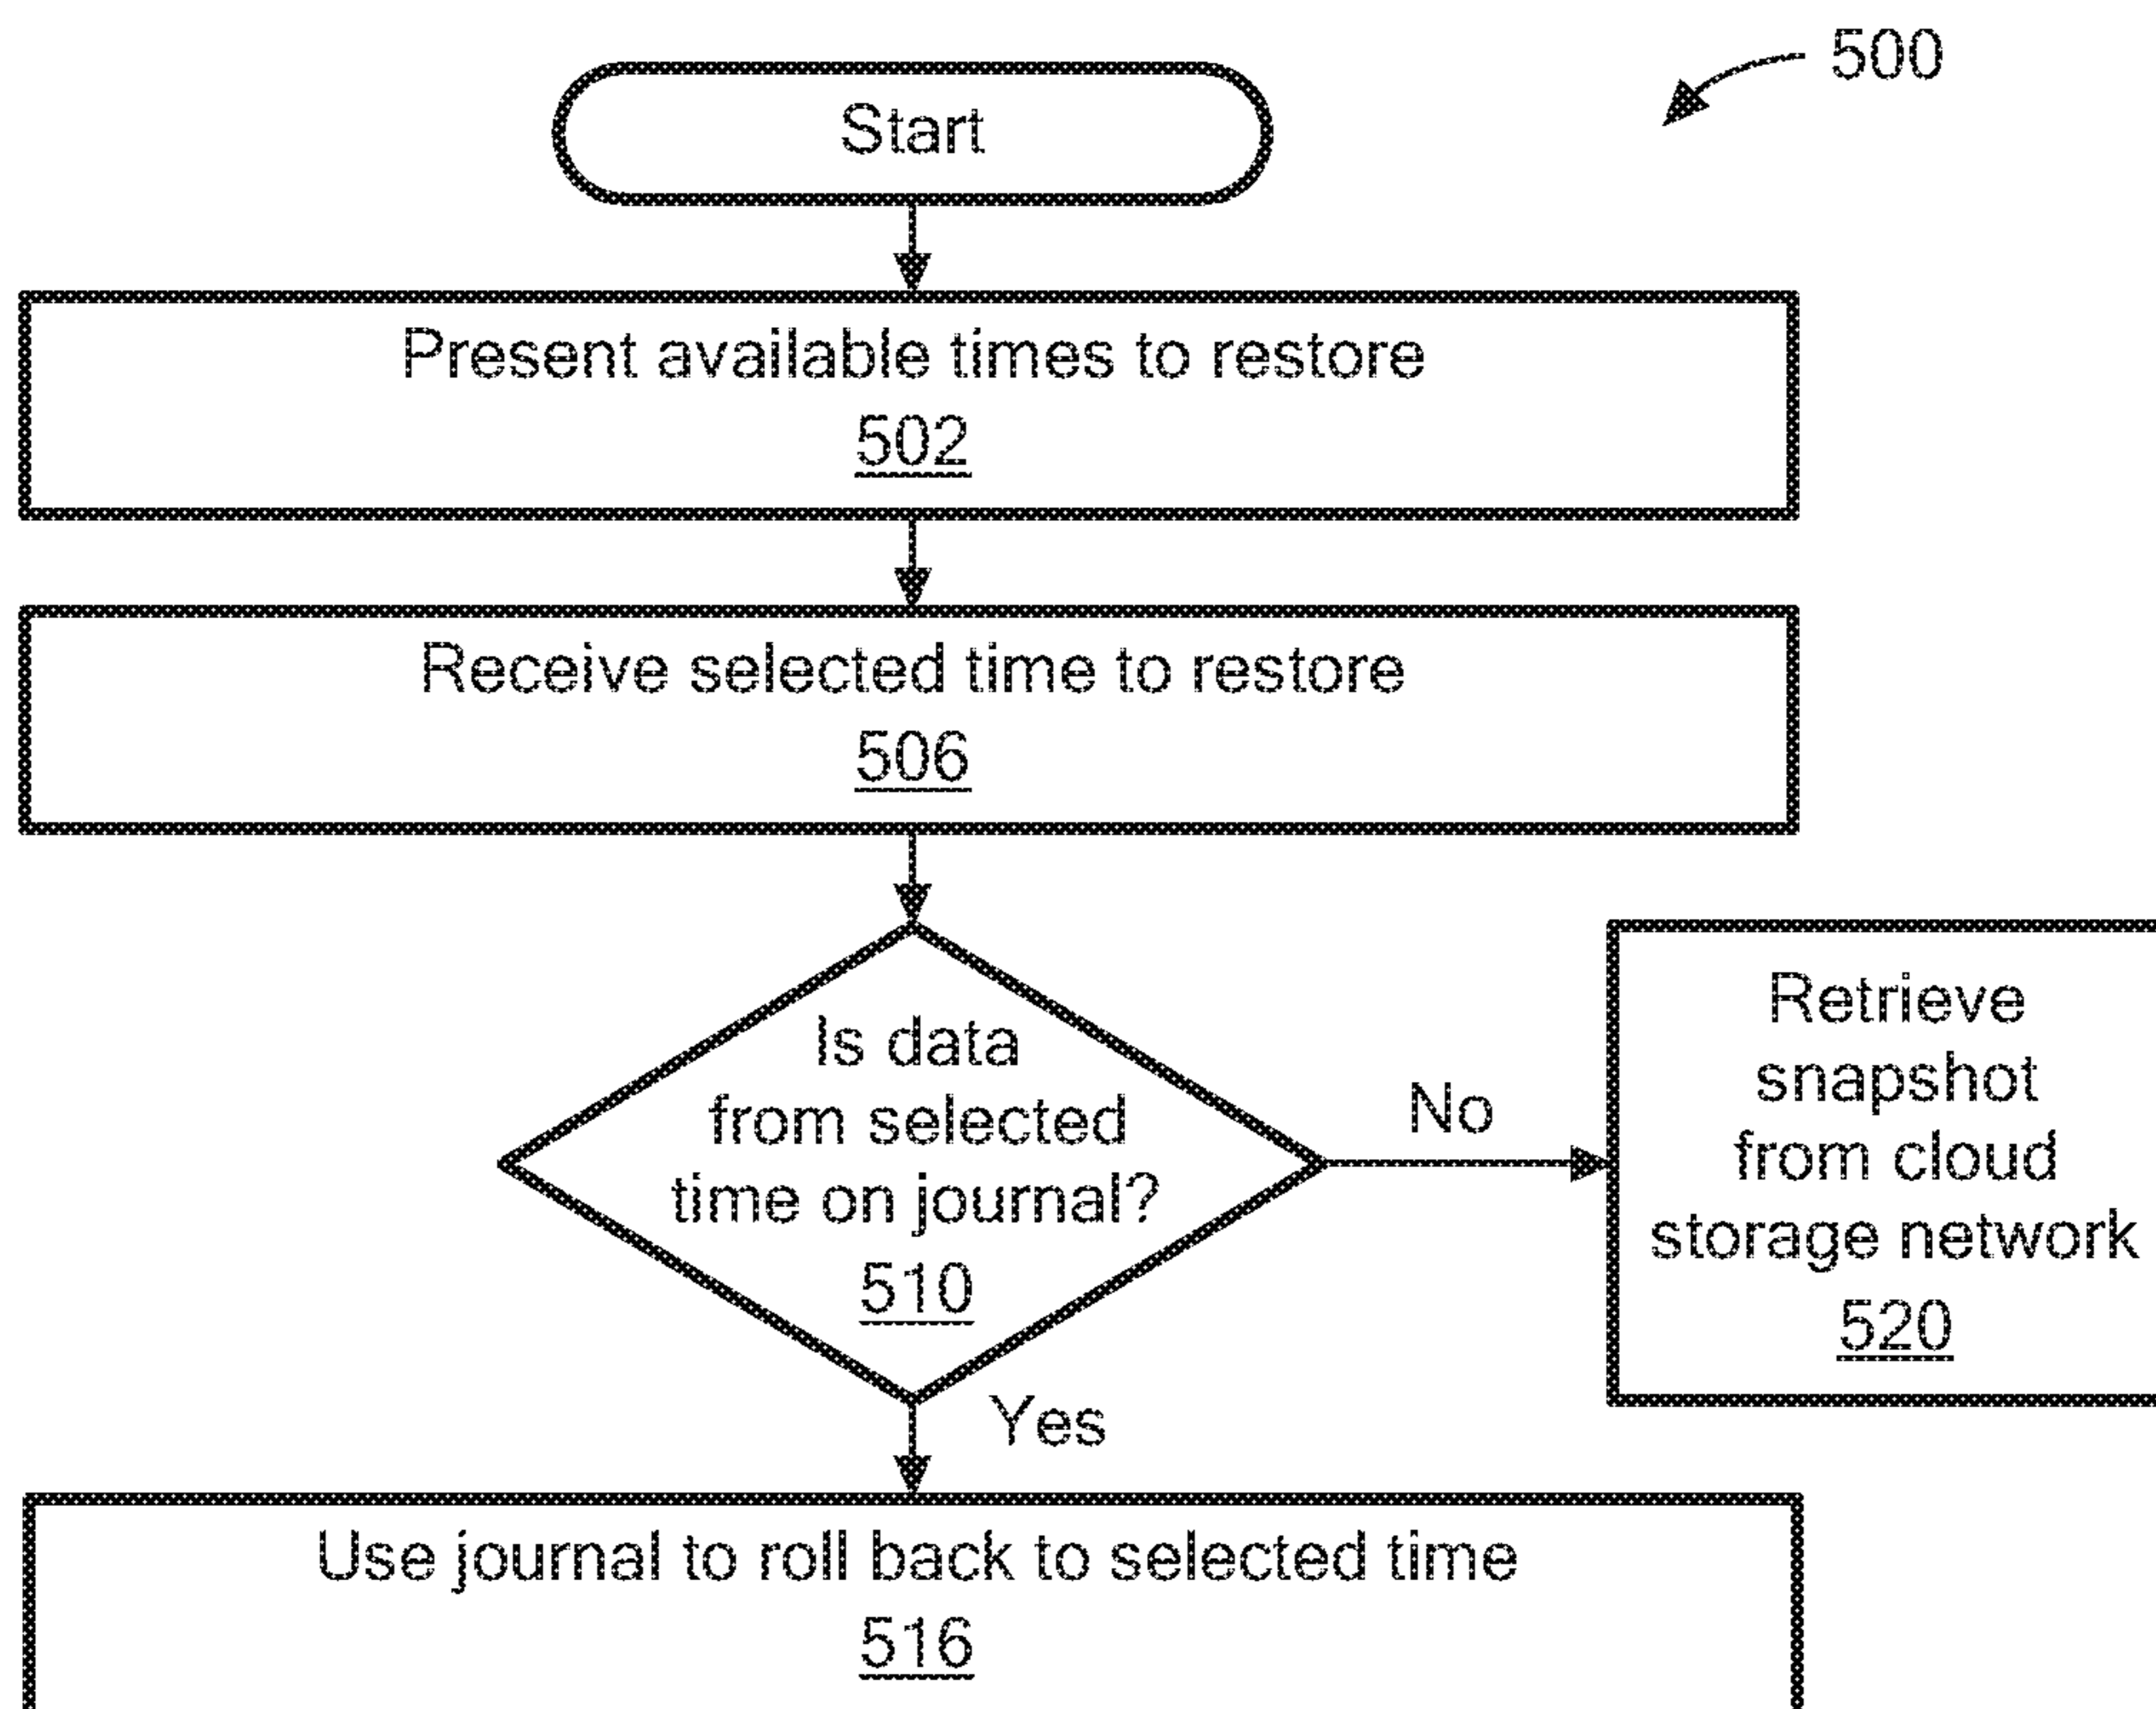 500
Start
Present available times to restore
502
Receive selected time to restore
506
Is data
from selected
time on journal?
510
No
Retrieve
snapshot
from cloud
storage network
520
Yes
Use journal to roll back to selected time
516